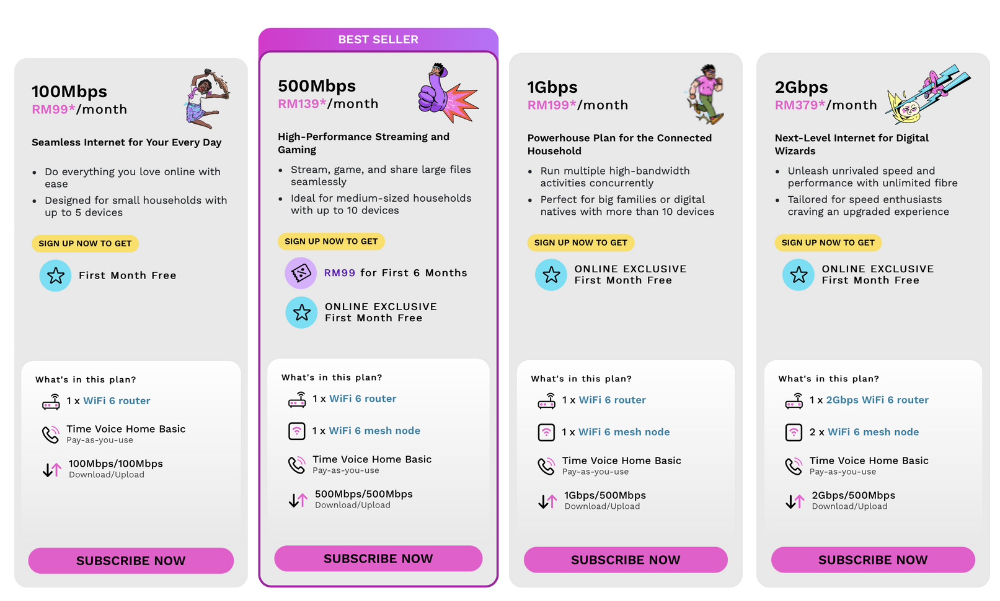 BEST SELLER
100Mbps
RM99*/month
Seamless Internet for Your Every Day
• Do everything you love online with
ease
• Designed for small households with
up to 5 devices
SIGN UP NOW TO GET
First Month Free
What's in this plan?
1 x WiFi 6 router
Time Voice Home Basic
Pay-as-you-use
100Mbps/100Mbps
Download/Upload
SUBSCRIBE NOW
500Mbps
RM139*/month
High-Performance Streaming and
Gaming
• Stream, game, and share large files
seamlessly
• Ideal for medium-sized households
with up to 10 devices
SIGN UP NOW TO GET
RM99 for First 6 Months
ONLINE EXCLUSIVE
First Month Free
What's in this plan?
1 x WiFi 6 router
1 x WiFi 6 mesh node
Time Voice Home Basic
Pay-as-you-use
500Mbps/500Mbps
Download/Upload
SUBSCRIBE NOW
1Gbps
RM199*/month
Powerhouse Plan for the Connected
Household
• Run multiple high-bandwidth
activities concurrently
• Perfect for big families or digital
natives with more than 10 devices
SIGN UP NOW TO GET
ONLINE EXCLUSIVE
First Month Free
What's in this plan?
1 x WiFi 6 router
1 x WiFi 6 mesh node
Time Voice Home Basic
Pay-as-you-use
1Gbps/500Mbps
Download/Upload
SUBSCRIBE NOW
2Gbps
RM379*/month
Next-Level Internet for Digital
Wizards
• Unleash unrivaled speed and
performance with unlimited fibre
• Tailored for speed enthusiasts
craving an upgraded experience
SIGN UP NOW TO GET
ONLINE EXCLUSIVE
First Month Free
What's in this plan?
1 x 2Gbps WiFi 6 router
2 x WiFi 6 mesh node
Time Voice Home Basic
Pay-as-you-use
2Gbps/500Mbps
Download/Upload
SUBSCRIBE NOW